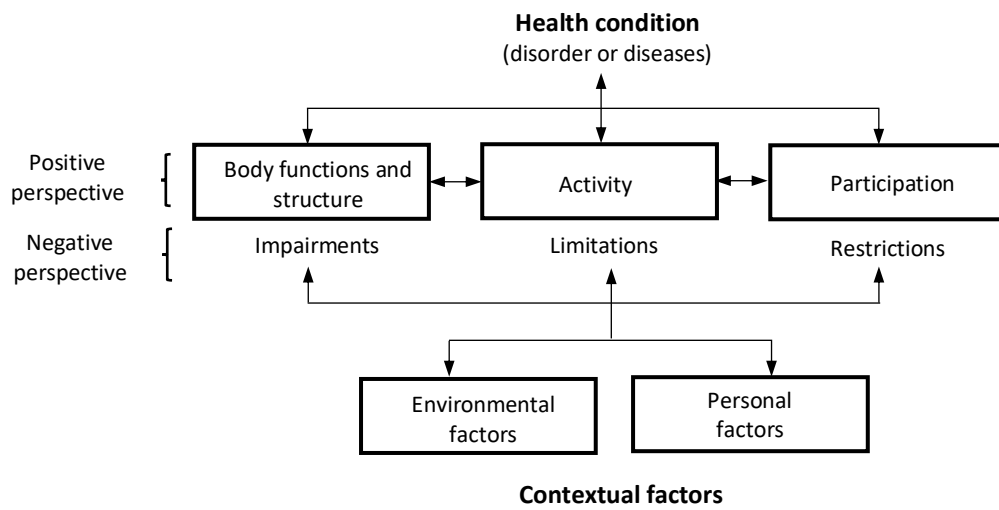 Health condition
(disorder or diseases)
Positive
perspective
Body functions and
structure
Activity
Participation
Negative
perspective
Impairments
Limitations
Restrictions
Environmental
factors
Personal
factors
Contextual factors